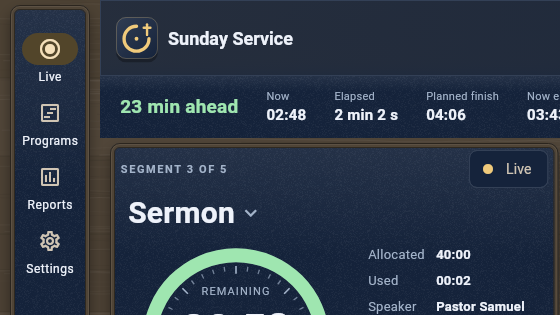 Sunday Service
Live
Programs
Reports
Settings
23 min ahead
Now
02:48
Elapsed
2 min 2 s
Planned finish
04:06
Now
SEGMENT 3 OF 5
Live
Sermon
REMAINING
Allocated 40:00
Used 00:02
Speaker Pastor Samuel